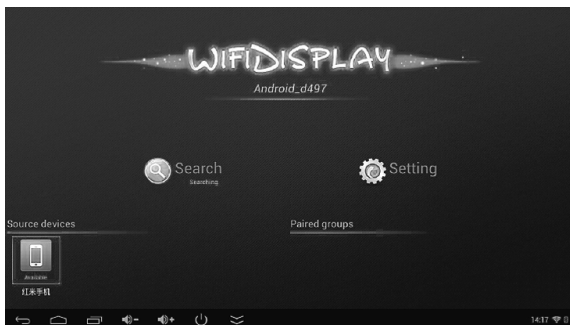 WIFIDISPLAY
Android_d497
Search
Searching
Setting
Source devices
Paired groups
Available
红米手机
14:17